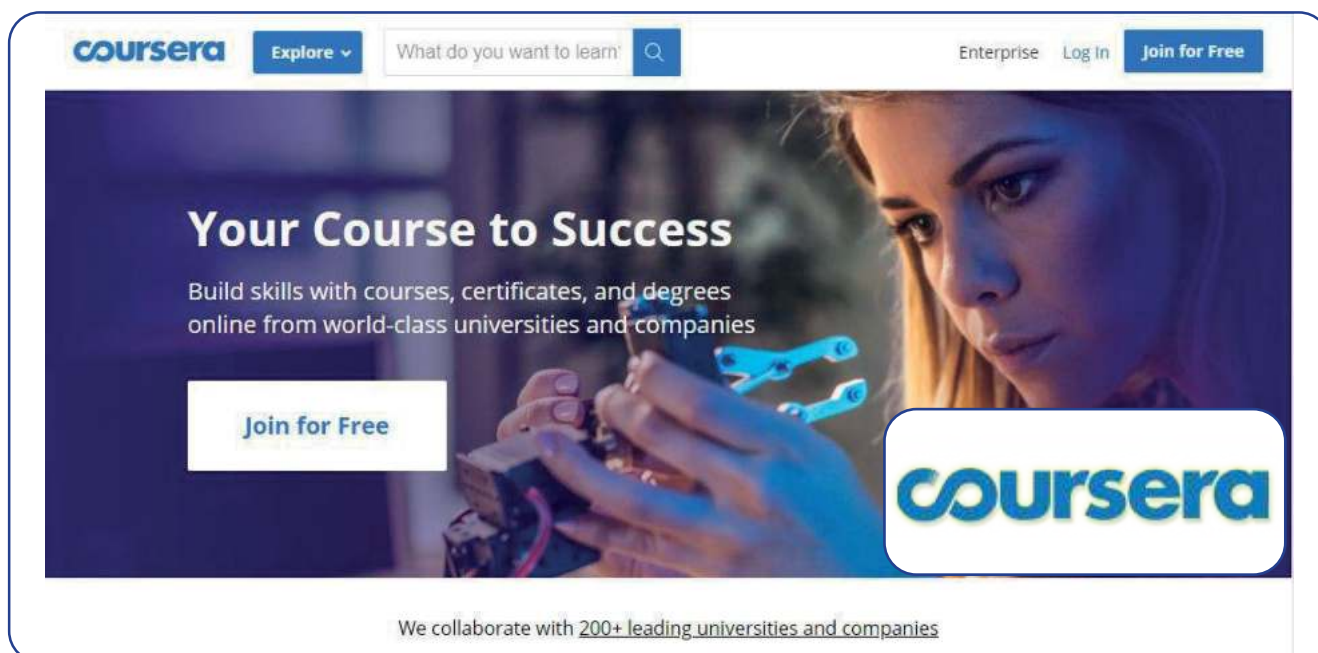 coursera Explore What do you want to learn Enterprise Log In Join for Free
Your Course to Success
Build skills with courses, certificates, and degrees
online from world-class universities and companies
Join for Free
coursera
We collaborate with 200+ leading universities and companies